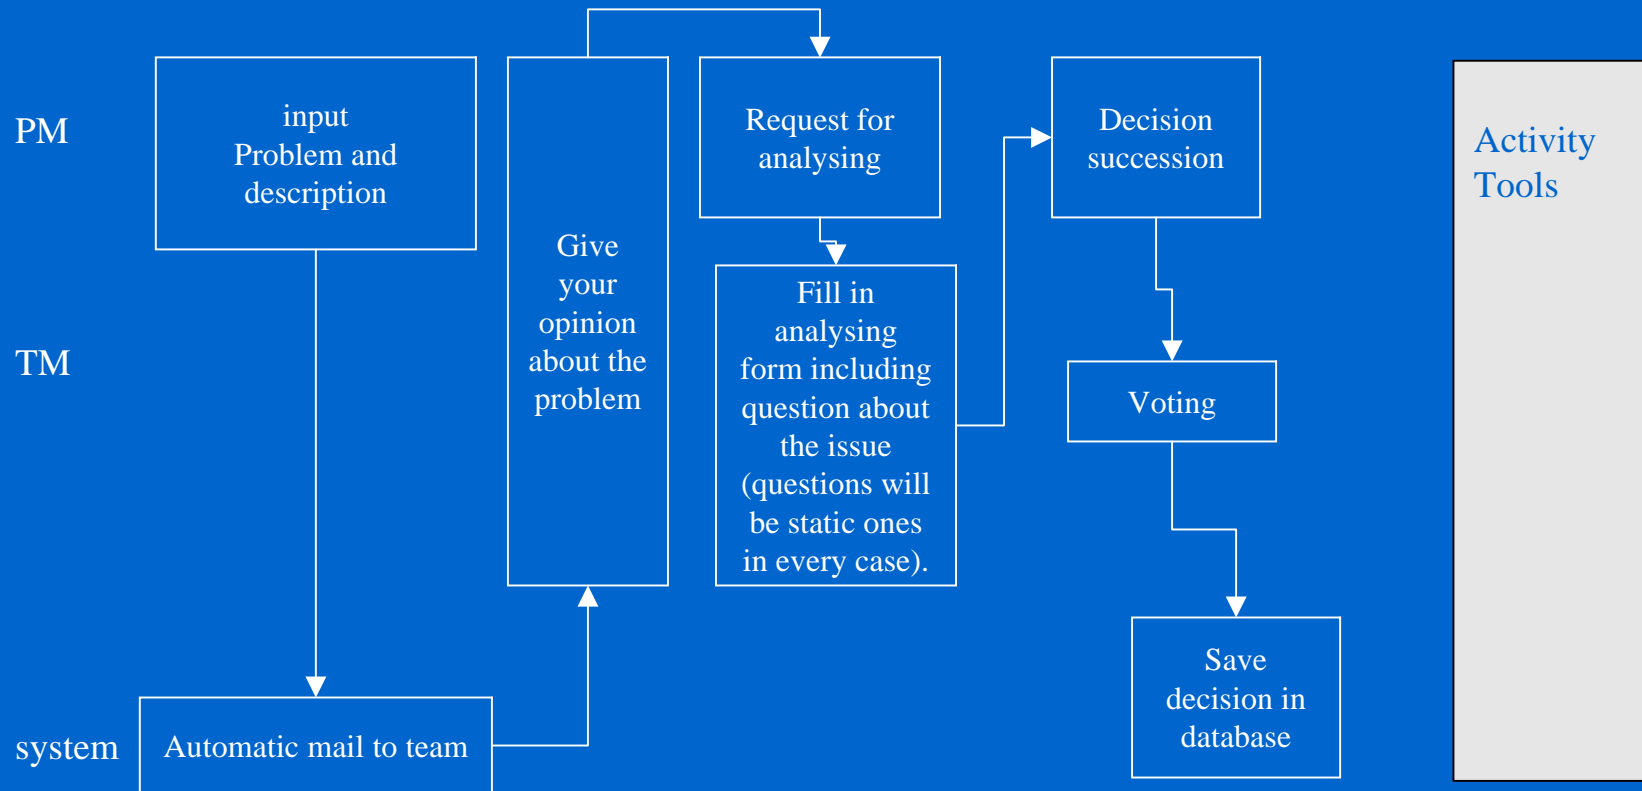 PM
input
Problem and
description
Give
your
opinion
about the
problem
Request for
analysing
Decision
succession
Activity
Tools
TM
Fill in
analysing
form including
question about
the issue
(questions will
be static ones
in every case).
Voting
system
Automatic mail to team
Save
decision in
database